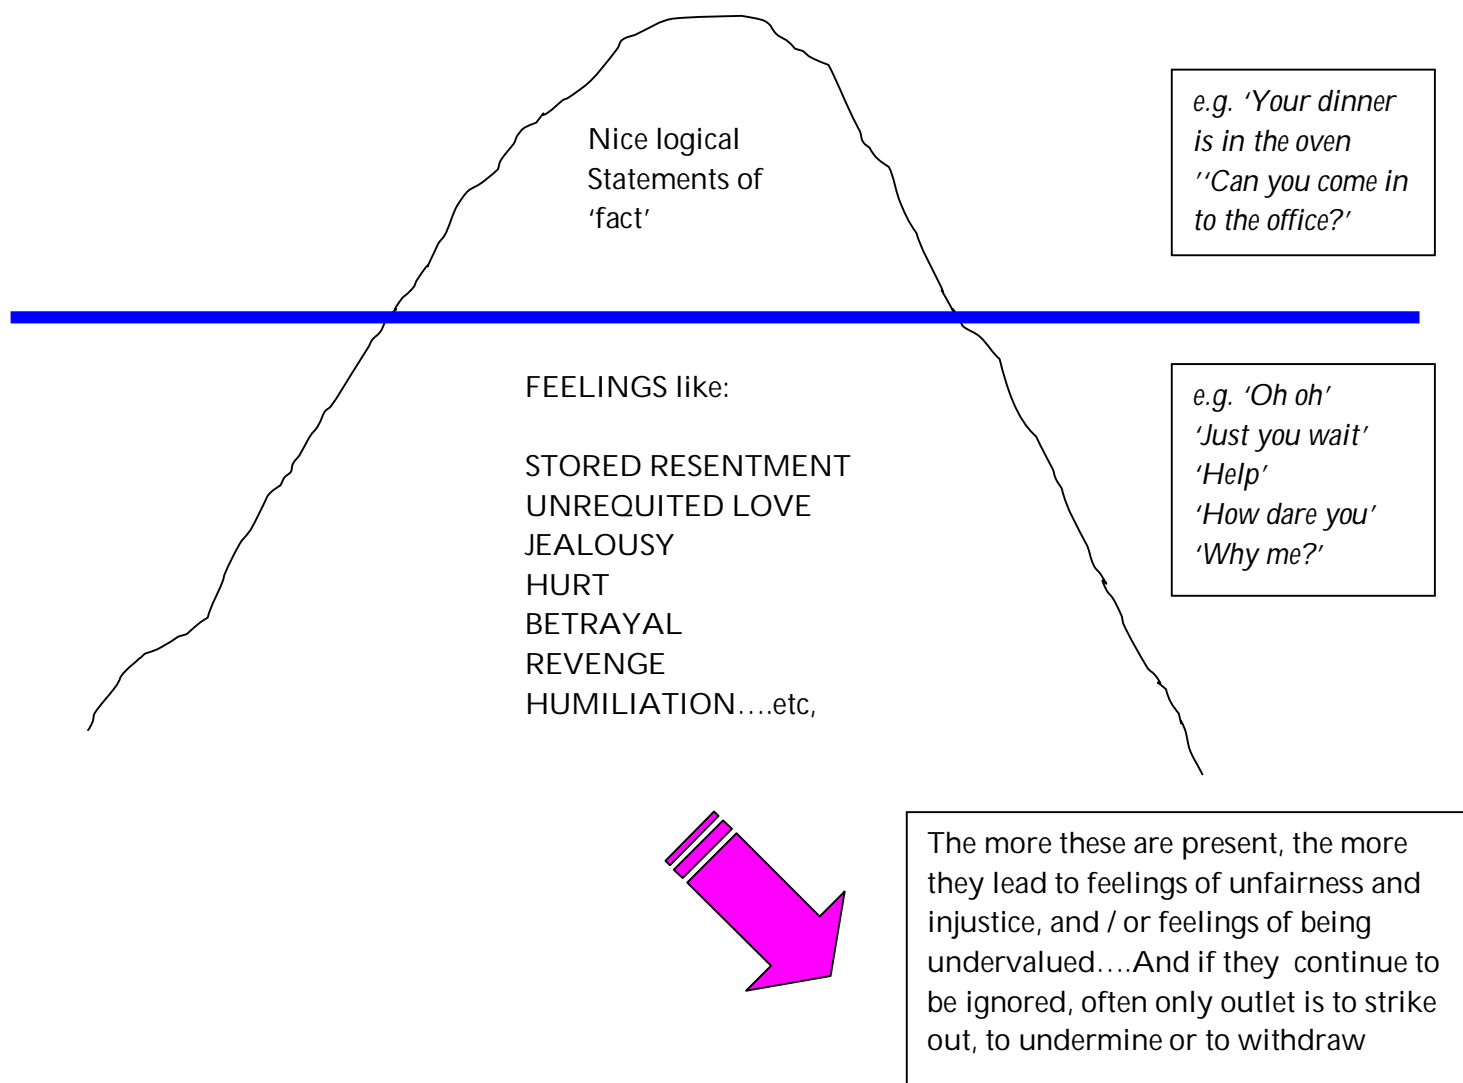 Nice logical
Statements of
‘fact’
e.g. ‘Your dinner
is in the oven
’‘Can you come in
to the office?’
FEELINGS like:
STORED RESENTMENT
UNREQUITED LOVE
JEALOUSY
HURT
BETRAYAL
REVENGE
HUMILIATION….etc,
e.g. ‘Oh oh’
‘Just you wait’
‘Help’
‘How dare you’
‘Why me?’
The more these are present, the more
they lead to feelings of unfairness and
injustice, and / or feelings of being
undervalued….And if they continue to
be ignored, often only outlet is to strike
out, to undermine or to withdraw